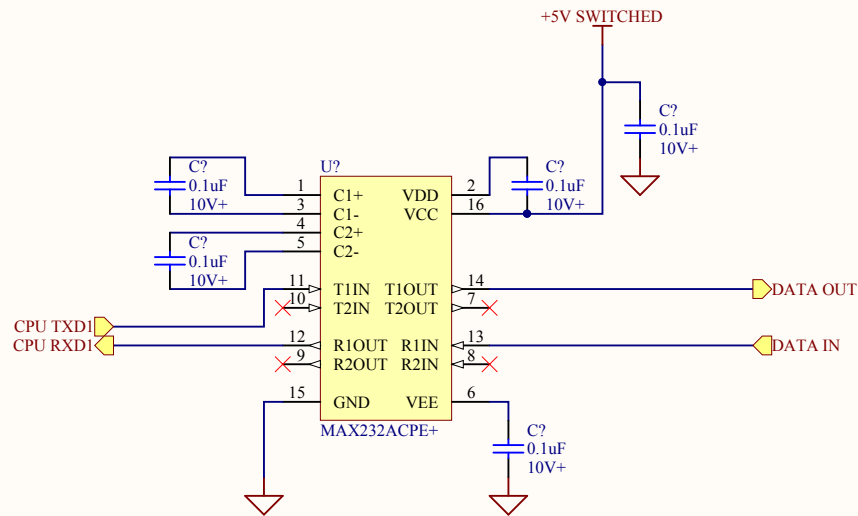 +5V SWITCHED
C?
0.1uF
10V+
U?
C?
0.1uF
10V+
C?
0.1uF
10V+
1
C1+
VDD
2
3
C1-
VCC
16
4
C2+
5
C2-
C?
0.1uF
10V+
11
T1IN
T1OUT
14
DATA OUT
10
T2IN
T2OUT
7
CPU TXD1
CPU RXD1
12
R1OUT
R1IN
13
DATA IN
9
R2OUT
R2IN
8
15
GND
VEE
6
MAX232ACPE+
C?
0.1uF
10V+